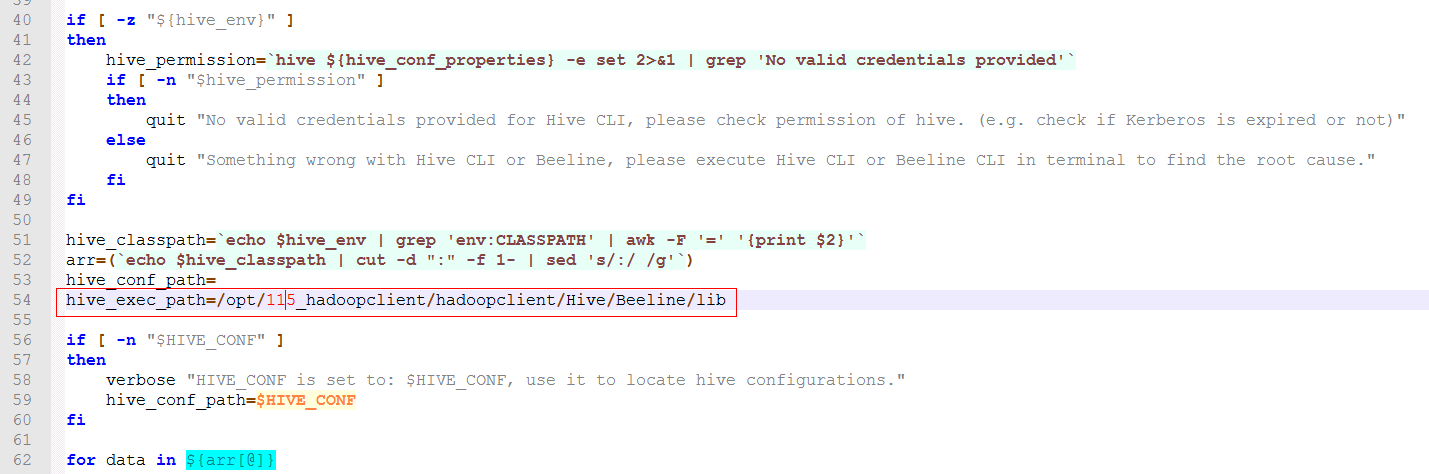 39
40 if [ -z "${hive_env}" ]
41 then
42     hive_permission=`hive ${hive_conf_properties} -e set 2>&1 | grep 'No valid credentials provided'`
43     if [ -n "$hive_permission" ]
44     then
45         quit "No valid credentials provided for Hive CLI, please check permission of hive. (e.g. check if Kerberos is expired or not)"
46     else
47         quit "Something wrong with Hive CLI or Beeline, please execute Hive CLI or Beeline CLI in terminal to find the root cause."
48     fi
49 fi
50
51 hive_classpath=`echo $hive_env | grep 'env:CLASSPATH' | awk -F '=' '{print $2}'`
52 arr=(`echo $hive_classpath | cut -d ":" -f 1- | sed 's/:/ /g'`)
53 hive_conf_path=
54 hive_exec_path=/opt/115_hadoopclient/hadoopclient/Hive/Beeline/lib
55
56 if [ -n "$HIVE_CONF" ]
57 then
58     verbose "HIVE_CONF is set to: $HIVE_CONF, use it to locate hive configurations."
59     hive_conf_path=$HIVE_CONF
60 fi
61
62 for data in ${arr[@]}